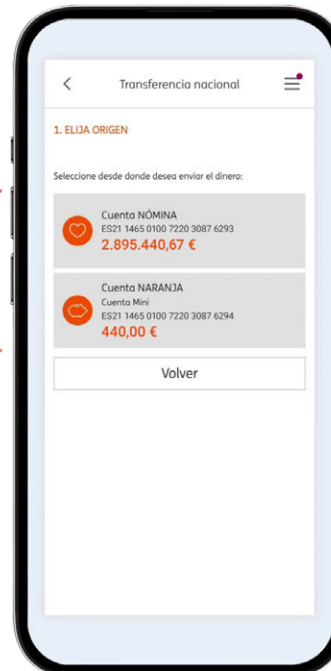 Transferencia nacional
1. ELIJA ORIGEN
Seleccione desde donde desea enviar el dinero:
Cuenta NÓMINA
ES21 1465 0100 7220 3087 6293
2.895.440,67 €
Cuenta NARANJA
Cuenta Mini
ES21 1465 0100 7220 3087 6294
440,00 €
Volver